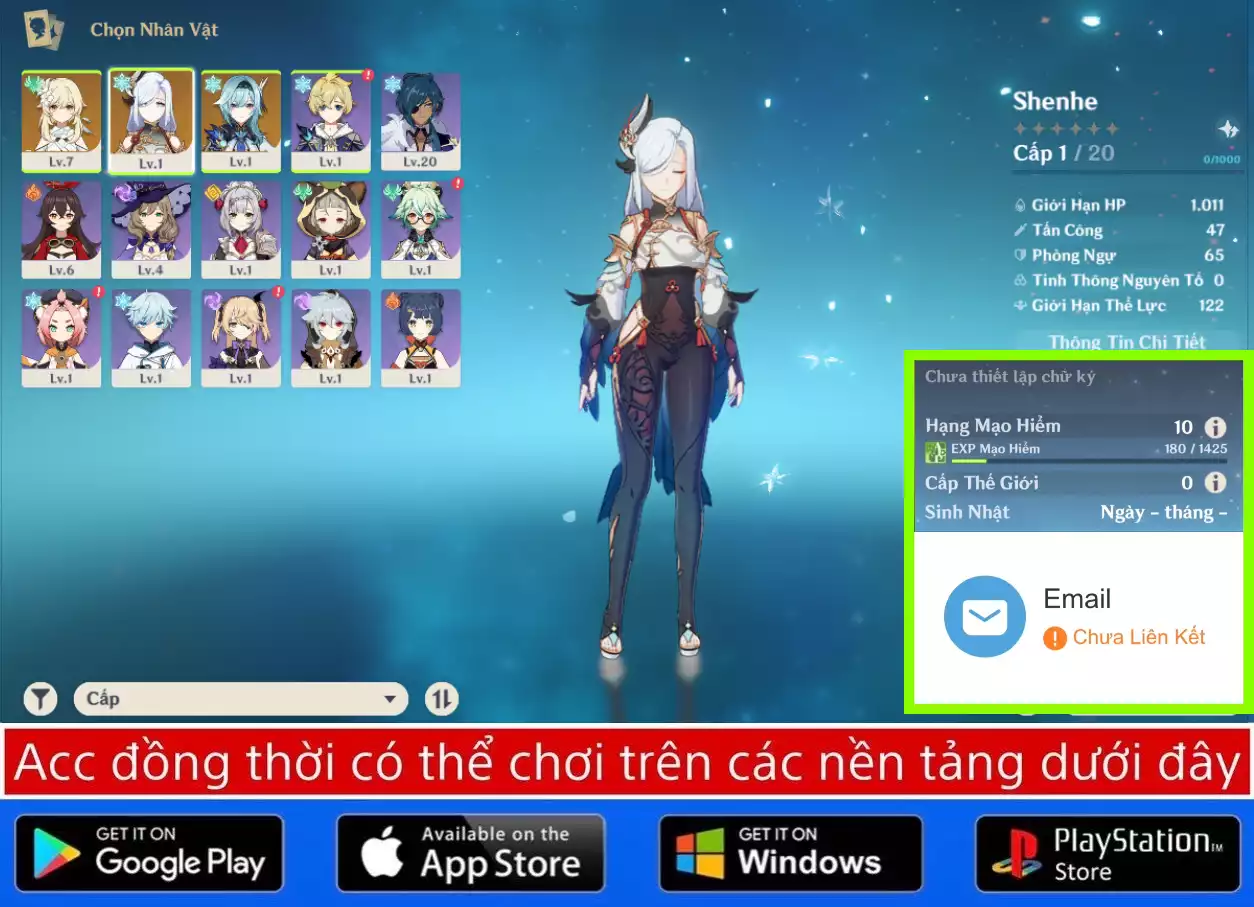 Chọn Nhân Vật
Lv.7
Lv.1
Lv.1
Lv.1
Lv.20
Lv.6
Lv.4
Lv.1
Lv.1
Lv.1
Lv.1
Lv.1
Lv.1
Lv.1
Lv.1
Cấp
Shenhe
Cấp 1 / 20
0/1000
Giới Hạn HP 1.011
Tấn Công 47
Phòng Ngự 65
Tinh Thông Nguyên Tố 0
Giới Hạn Thể Lực 122
Thông Tin Chi Tiết
Chưa thiết lập chữ ký
Hạng Mạo Hiểm 10
EXP Mạo Hiểm 180 / 1425
Cấp Thế Giới 0
Sinh Nhật Ngày - tháng -
Email
Chưa Liên Kết
Acc đồng thời có thể chơi trên các nền tảng dưới đây
GET IT ON
Google Play
Available on the
App Store
GET IT ON
Windows
PlayStation™
Store